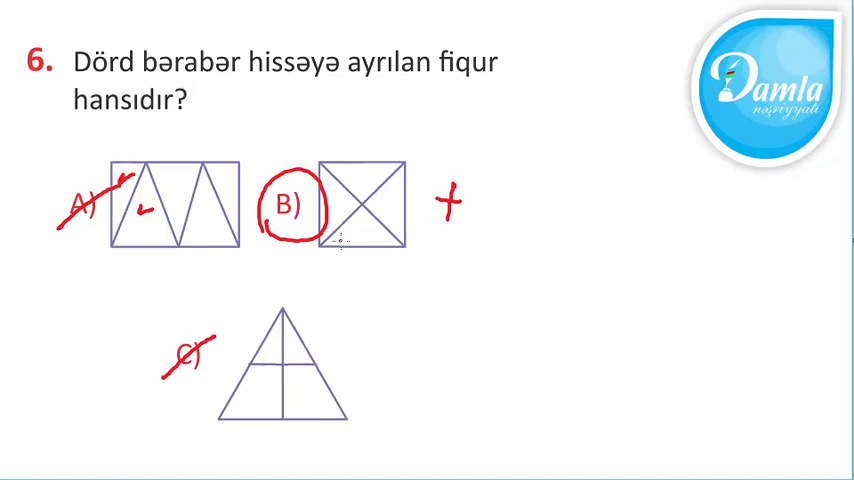 6. Dörd bərabər hissəyə ayrılan fiqur
hansıdır?
Damla
nəşriyyatı
A)
B)
+
C)